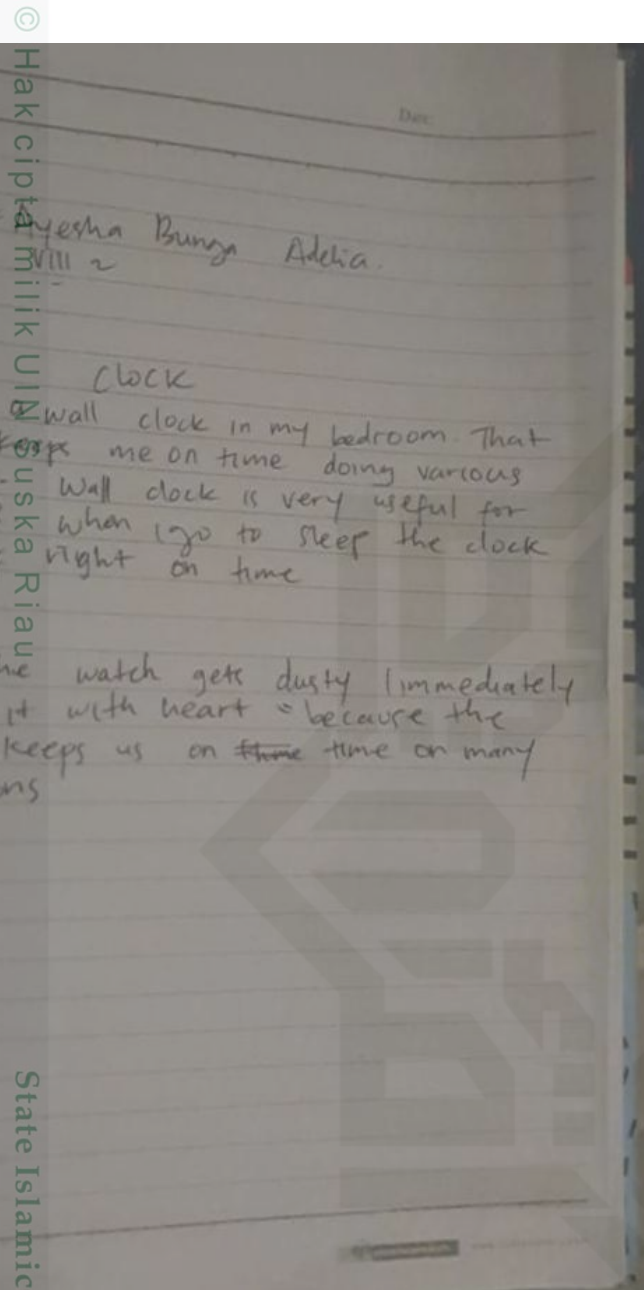 © Hak cipta milik UIN Suska Riau
State Islamic
Date
Ayesha Bunga Adelia.
VIII 2
Clock
a wall clock in my bedroom. That
keeps me on time doing various
Wall clock is very useful for
when I go to sleep the clock
right on time
watch gets dusty I immediately
it with heart because the
keeps us on time on many